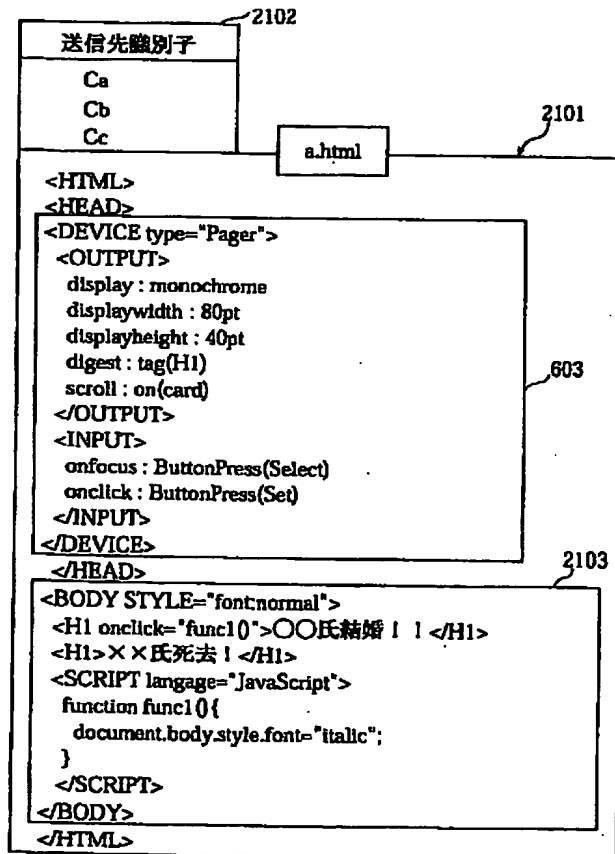 2102
送信先識別子
Ca
Cb
Cc
2101
a.html
<HTML>
<HEAD>
<DEVICE type="Pager">
<OUTPUT>
display : monochrome
displaywidth : 80pt
displayheight : 40pt
digest : tag(H1)
scroll : on(card)
</OUTPUT>
603
<INPUT>
onfocus : ButtonPress(Select)
onclick : ButtonPress(Set)
</INPUT>
</DEVICE>
2103
</HEAD>
<BODY STYLE="font:normal">
<H1 onclick="func1()">〇〇氏結婚！！</H1>
<H1>××氏死去！</H1>
<SCRIPT langage="JavaScript">
function func1(){
document.body.style.font="italic";
}
</SCRIPT>
</BODY>
</HTML>